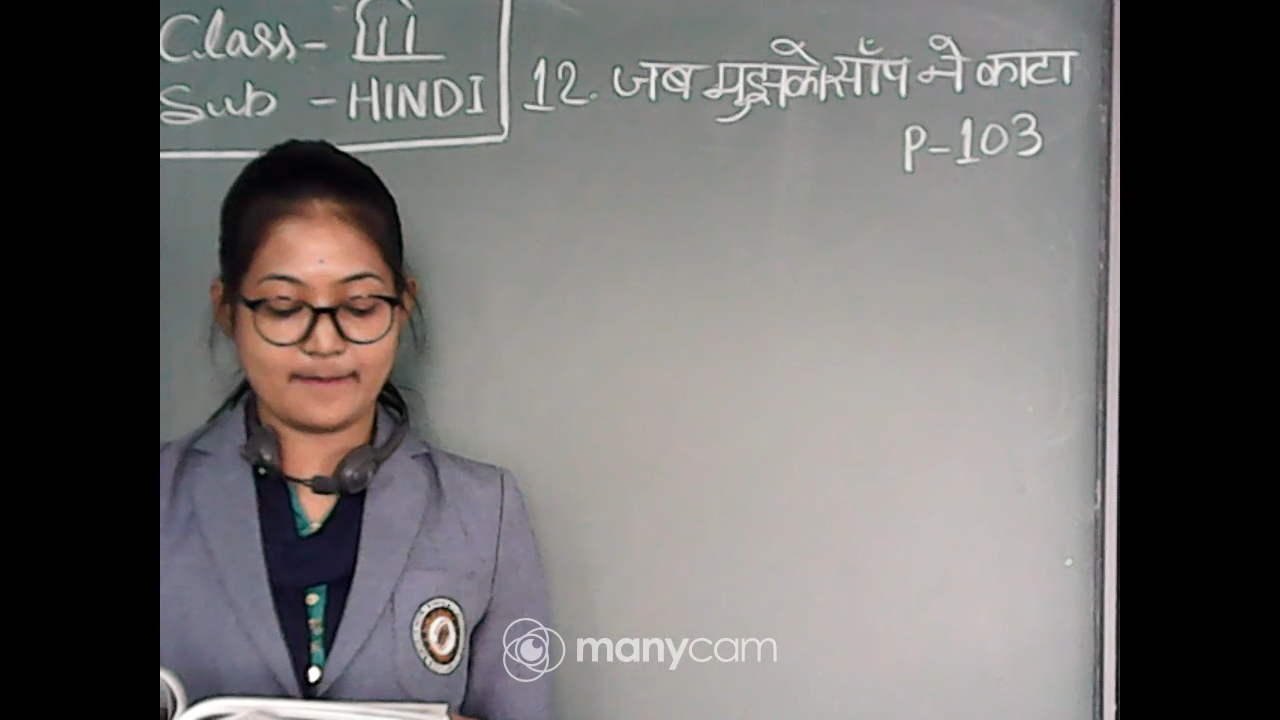 Class - III
Sub - HINDI
12. जब मुझको साँप ने काटा
P-103
manycam